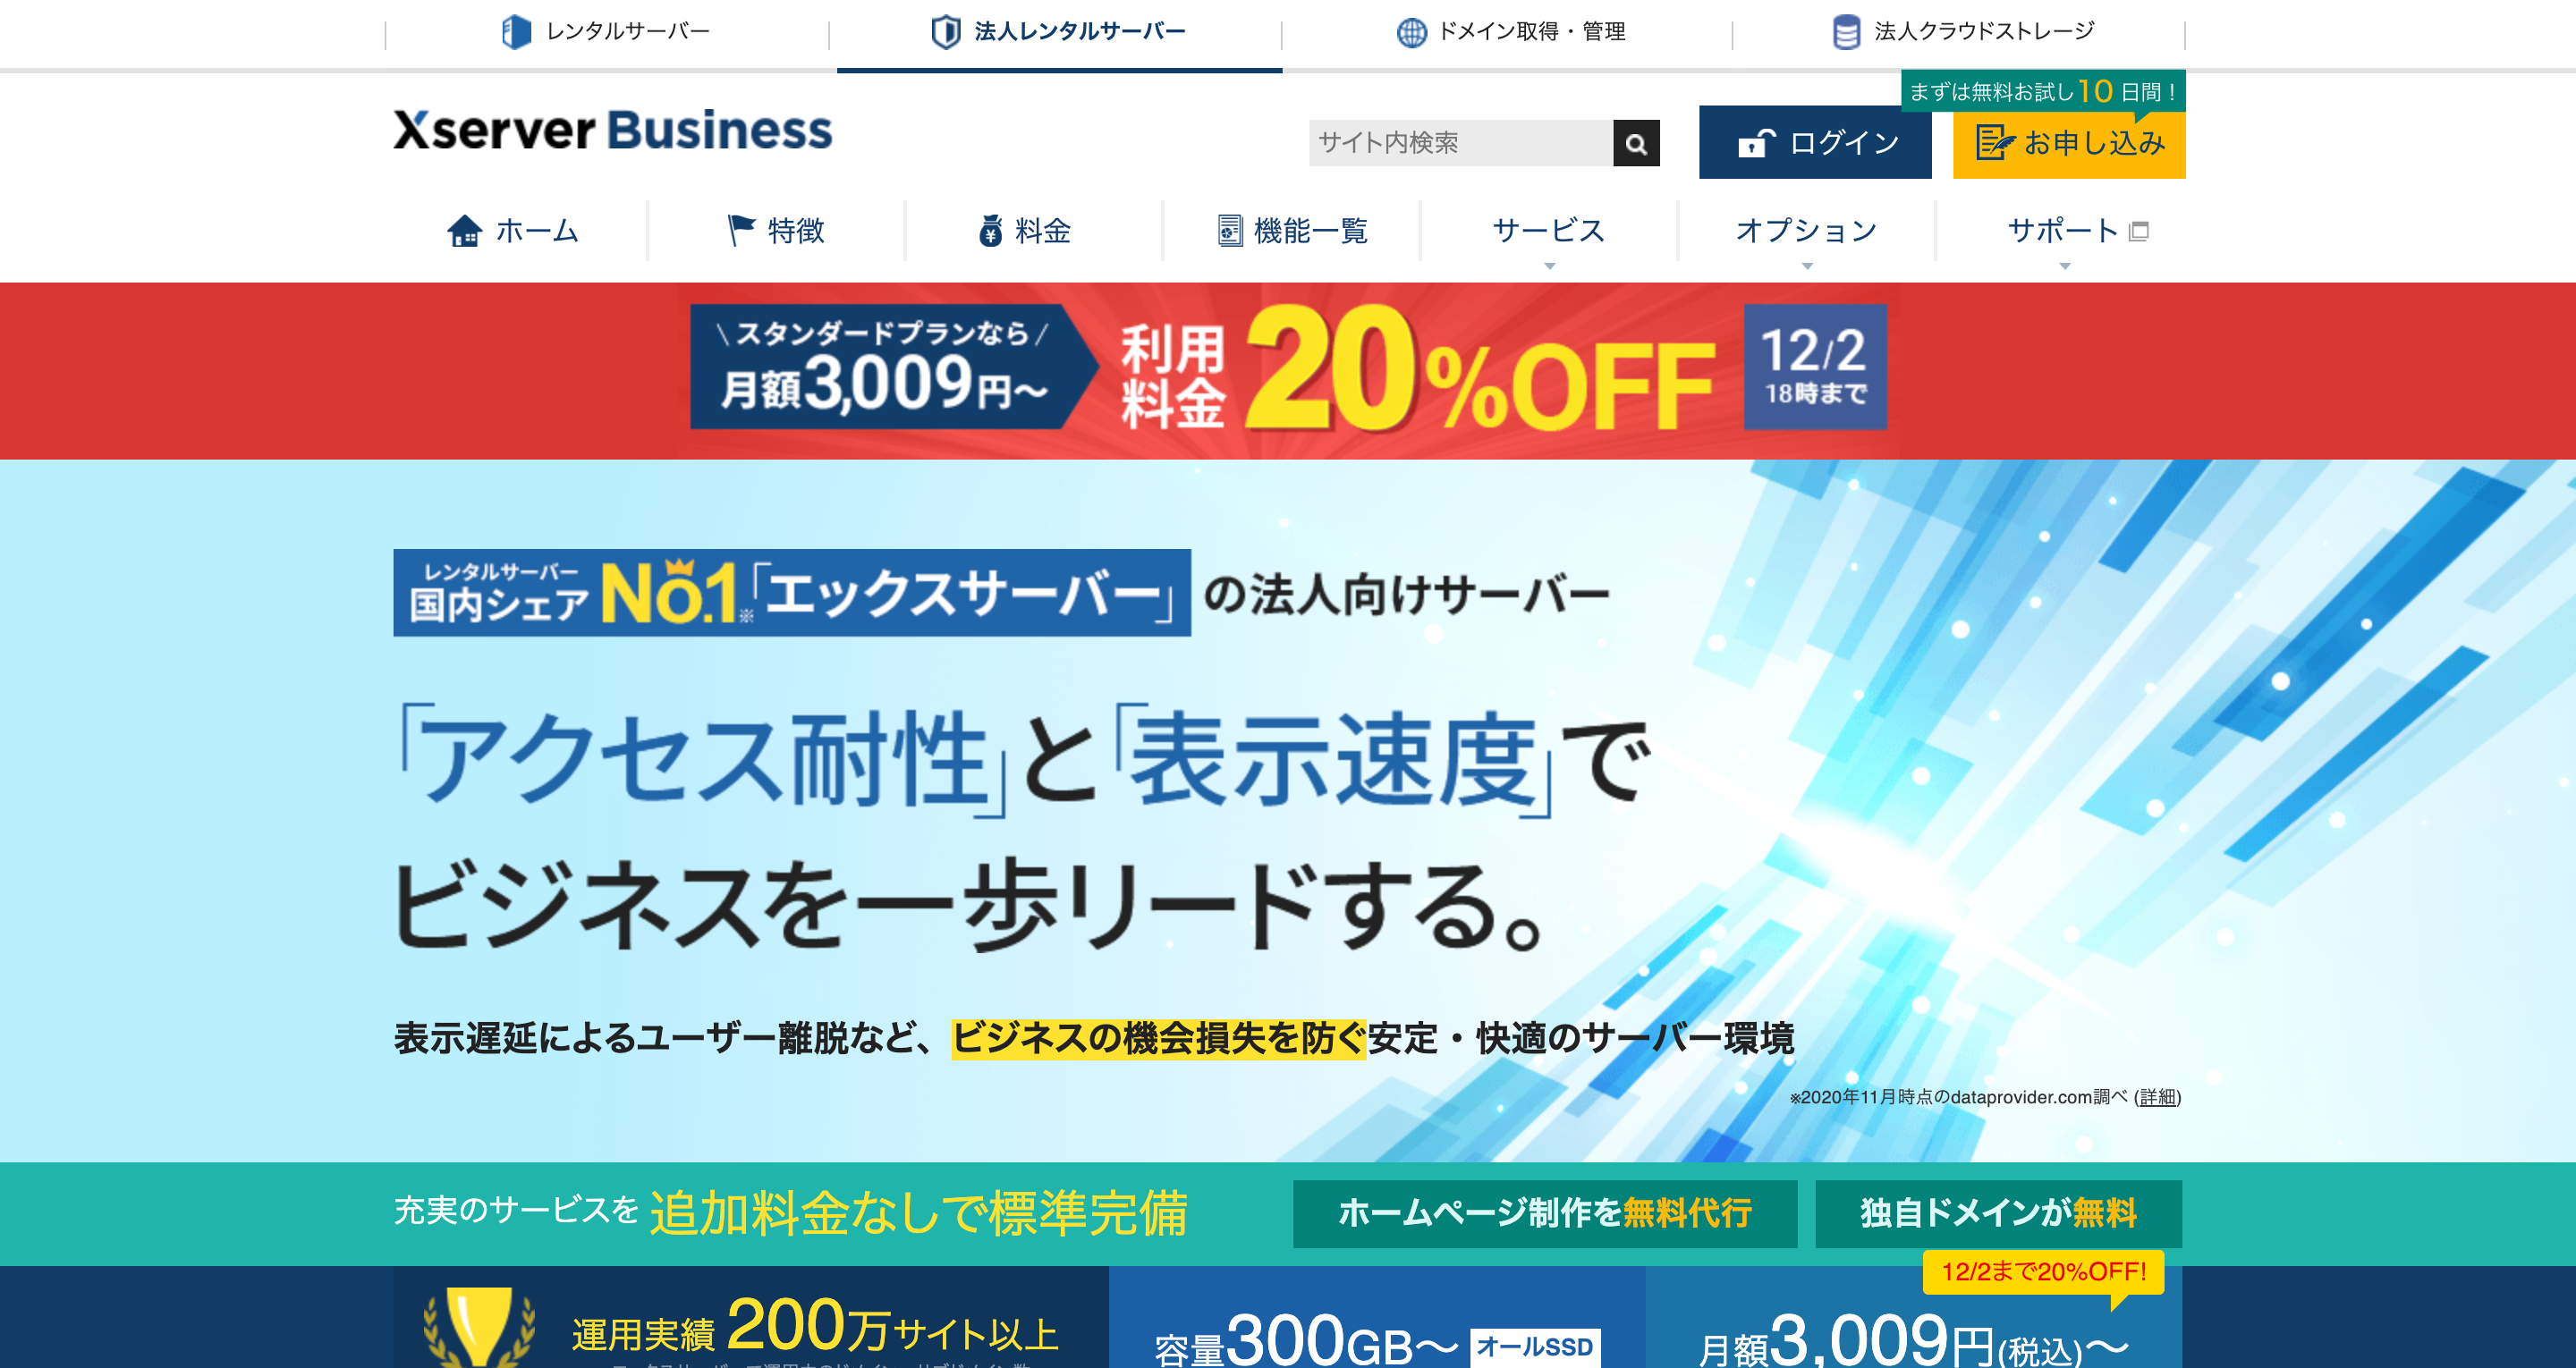 レンタルサーバー
法人レンタルサーバー
ドメイン取得・管理
法人クラウドストレージ
Xserver Business
サイト内検索
ログイン
まずは無料お試し10日間！
お申し込み
ホーム
特徴
料金
機能一覧
サービス
オプション
サポート
\ スタンダードプランなら /
月額3,009円〜
利用
料金
20%OFF
12/2
18時まで
レンタルサーバー
国内シェア No.1※「エックスサーバー」の法人向けサーバー
「アクセス耐性」と「表示速度」で
ビジネスを一歩リードする。
表示遅延によるユーザー離脱など、ビジネスの機会損失を防ぐ安定・快適のサーバー環境
※2020年11月時点のdataprovider.com調べ (詳細)
充実のサービスを 追加料金なしで標準完備
ホームページ制作を無料代行
独自ドメインが無料
12/2まで20%OFF!
運用実績 200万サイト以上
容量300GB〜 オールSSD
月額3,009円(税込)〜